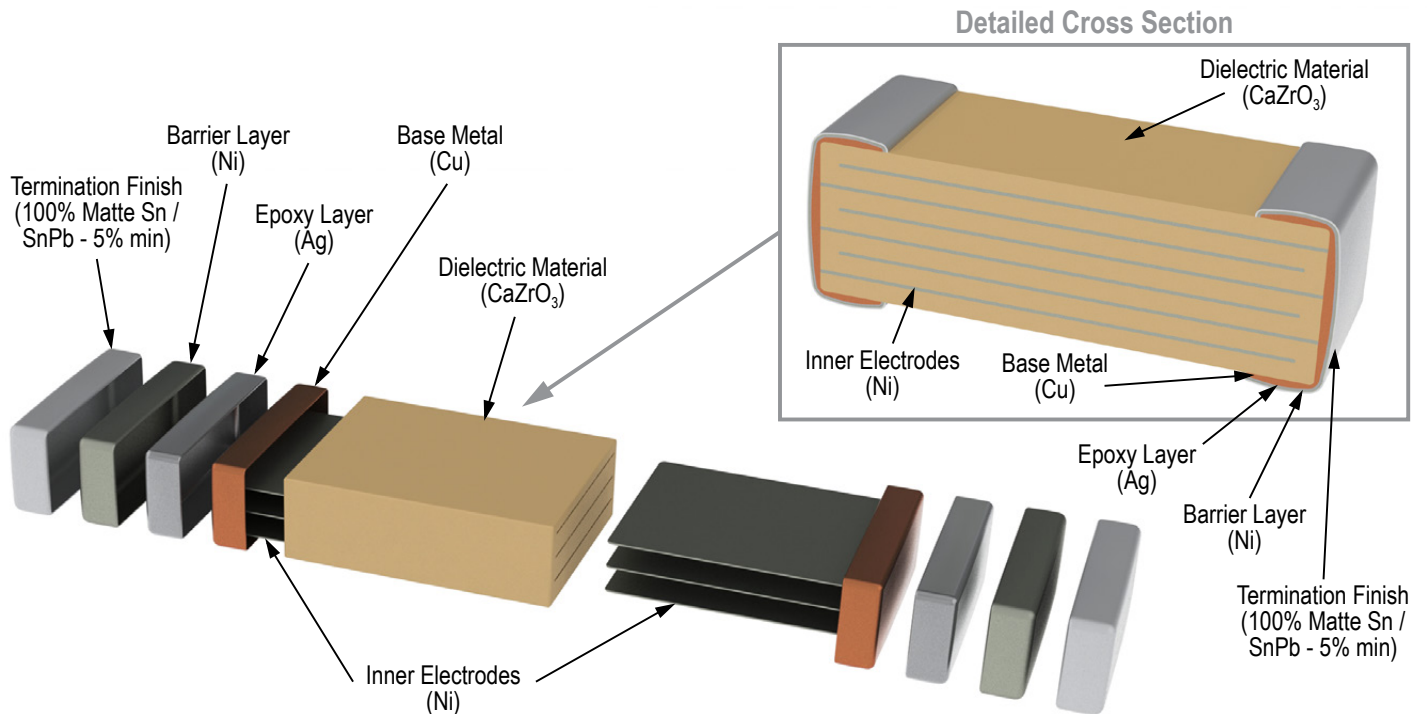 Detailed Cross Section
Dielectric Material
(CaZrO₃)
Barrier Layer
(Ni)
Base Metal
(Cu)
Termination Finish
(100% Matte Sn /
SnPb - 5% min)
Epoxy Layer
(Ag)
Dielectric Material
(CaZrO₃)
Inner Electrodes
(Ni)
Base Metal
(Cu)
Epoxy Layer
(Ag)
Barrier Layer
(Ni)
Termination Finish
(100% Matte Sn /
SnPb - 5% min)
Inner Electrodes
(Ni)